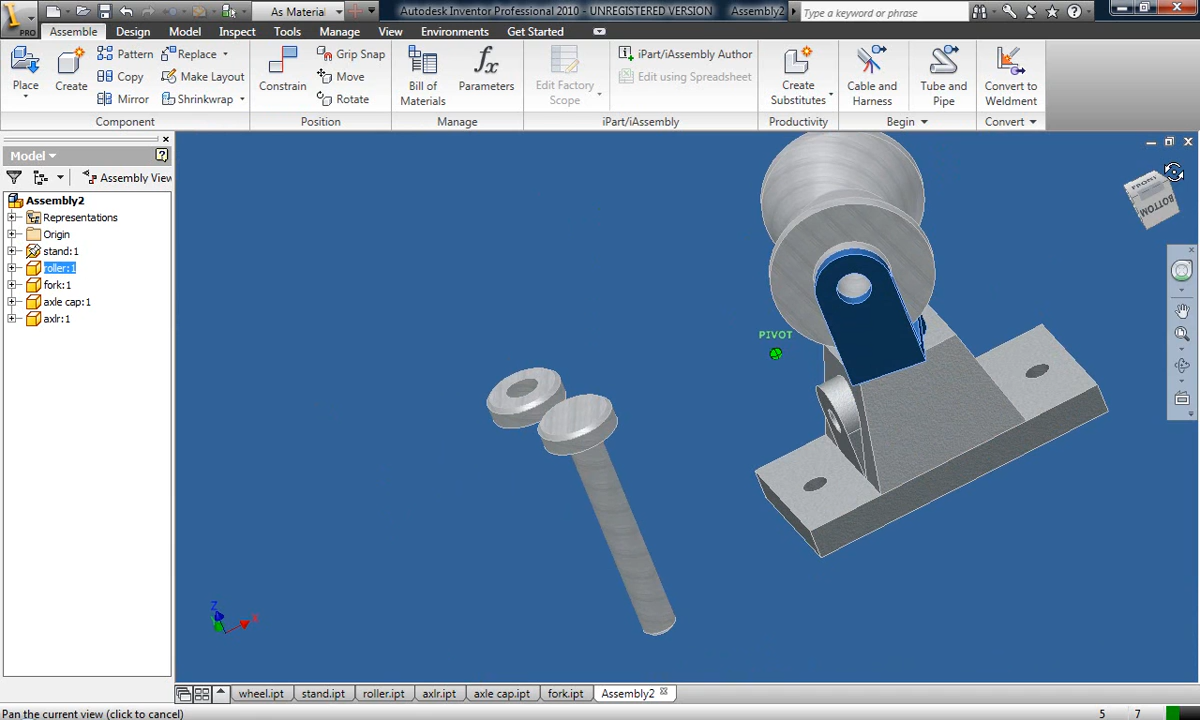 As Material
Autodesk Inventor Professional 2010 - UNREGISTERED VERSION
Assembly2
Type a keyword or phrase
PRO
Assemble
Design
Model
Inspect
Tools
Manage
View
Environments
Get Started
Place
Create
Pattern
Copy
Mirror
Replace
Make Layout
Shrinkwrap
Component
Constrain
Grip Snap
Move
Rotate
Position
Bill of
Materials
Parameters
Manage
Edit Factory
Scope
iPart/iAssembly Author
Edit using Spreadsheet
iPart/iAssembly
Create
Substitutes
Productivity
Cable and
Harness
Tube and
Pipe
Begin
Convert to
Weldment
Convert
Model
Assembly View
Assembly2
Representations
Origin
stand:1
roller:1
fork:1
axle cap:1
axlr:1
PIVOT
FRONT
BOTTOM
Z
X
wheel.ipt
stand.ipt
roller.ipt
axlr.ipt
axle cap.ipt
fork.ipt
Assembly2
Pan the current view (click to cancel)
5
7